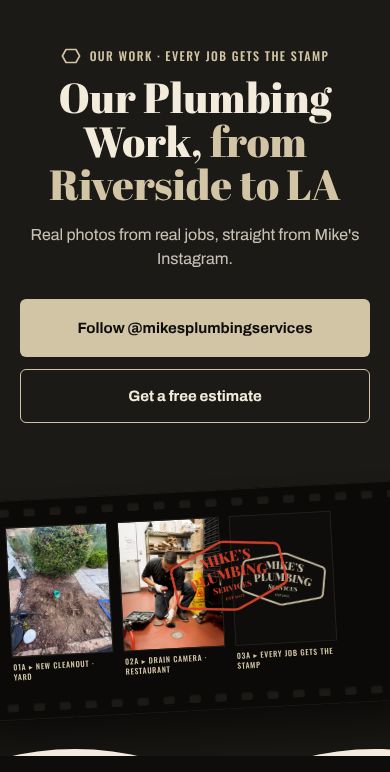 OUR WORK · EVERY JOB GETS THE STAMP
Our Plumbing
Work, from
Riverside to LA
Real photos from real jobs, straight from Mike's
Instagram.
Follow @mikesplumbingservices
Get a free estimate
MIKE'S
PLUMBING
SERVICES
MIKE'S
PLUMBING
SERVICES
01A ▸ NEW CLEANOUT ·
YARD
02A ▸ DRAIN CAMERA ·
RESTAURANT
03A ▸ EVERY JOB GETS THE
STAMP